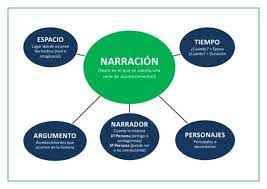 ESPACIO
Lugar donde ocurren
los hechos (real o
imaginario)
TIEMPO
¿Cuándo? = Época
¿Cuánto? = Duración
NARRACIÓN
(texto en el que se cuenta una
serie de acontecimientos)
ARGUMENTO
Acontecimientos que
ocurren en la historia
NARRADOR
Cuenta la historia
1ª Persona (testigo o
protagonista)
3ª Persona (puede ser
o no omnisciente)
PERSONAJES
Principales o
secundarios